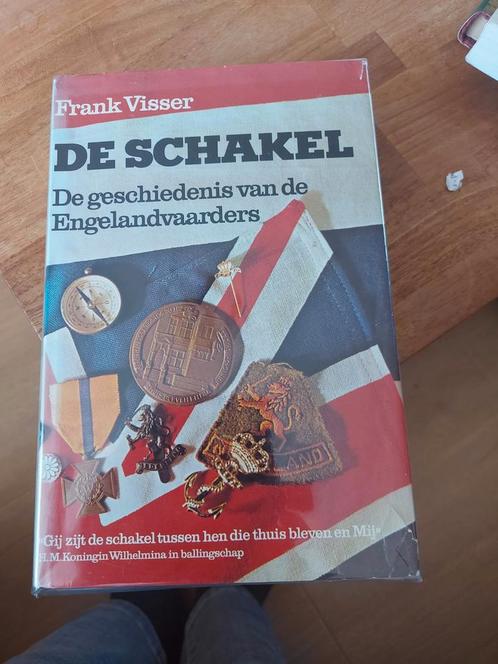 Frank Visser
DE SCHAKEL
De geschiedenis van de
Engelandvaarders
»Gij zijt de schakel tussen hen die thuis bleven en Mij«
H.M. Koningin Wilhelmina in ballingschap